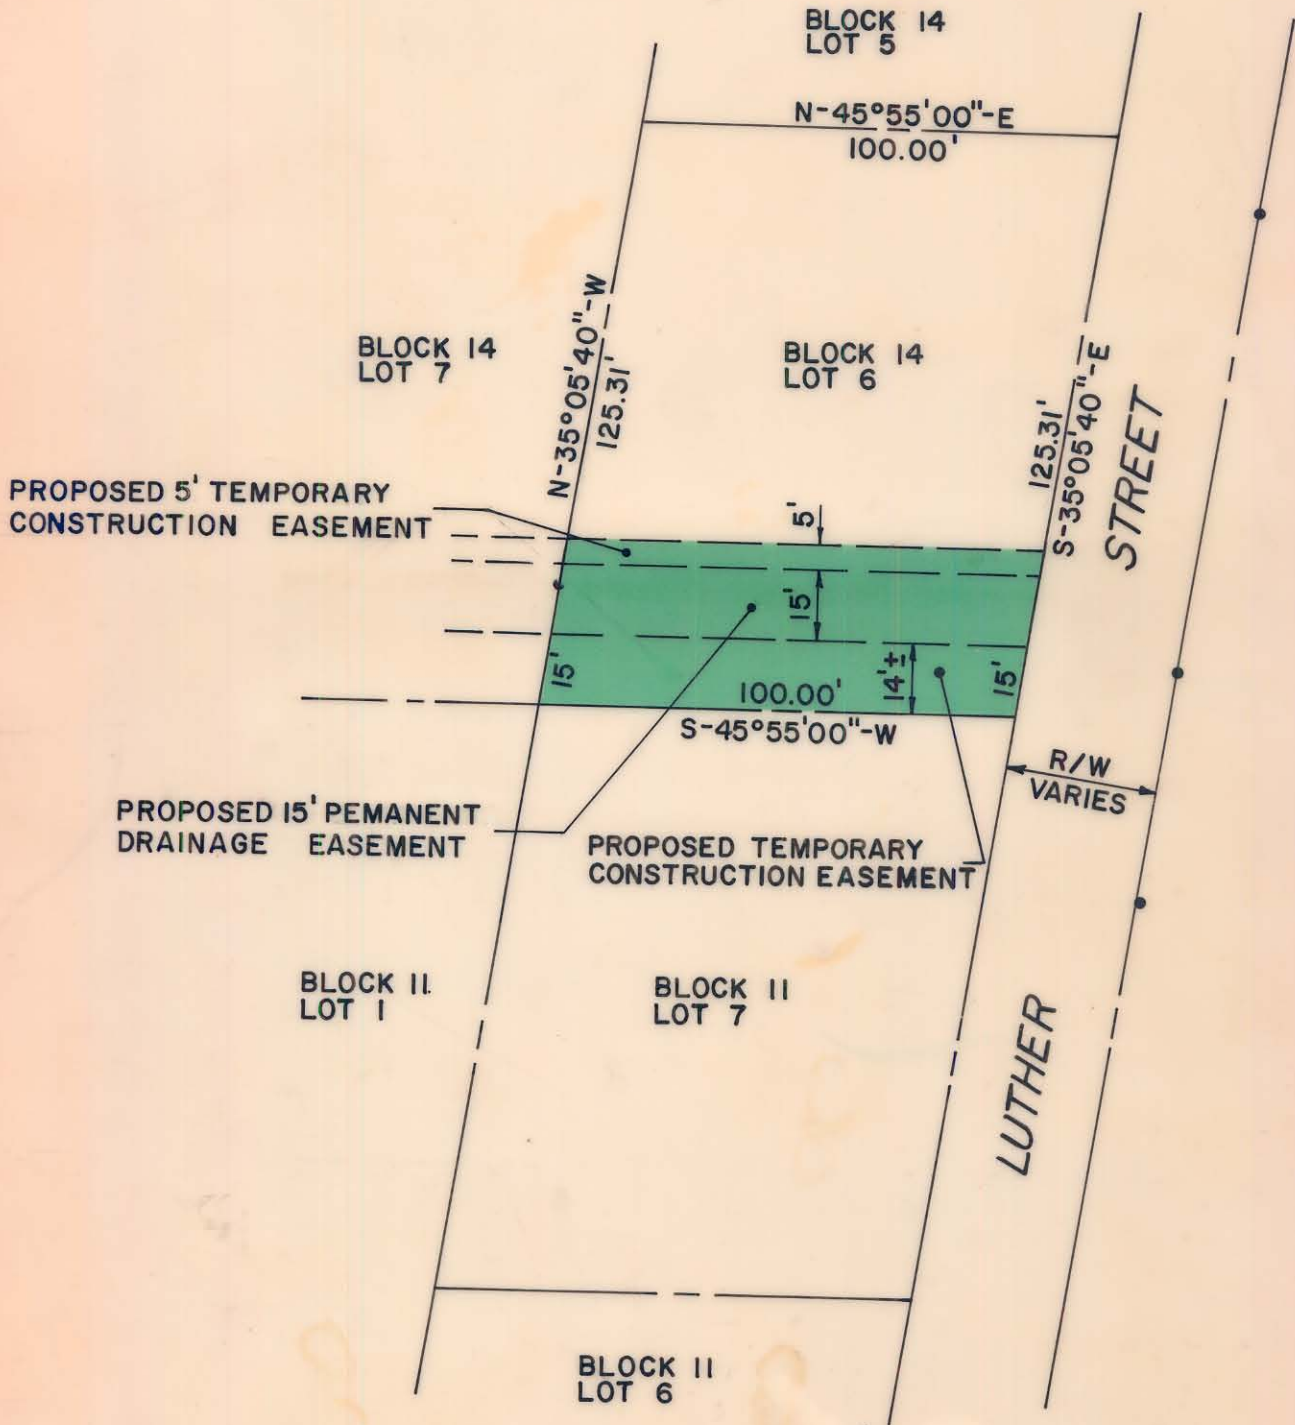 BLOCK 14
LOT 5
N-45°55'00"-E
100.00'
N-35°05'40"-W
125.31'
BLOCK 14
LOT 7
BLOCK 14
LOT 6
125.31'
S-35°05'40"-E
STREET
PROPOSED 5' TEMPORARY
CONSTRUCTION EASEMENT
5'
15'
15'
14'±
15'
100.00'
S-45°55'00"-W
R/W
VARIES
PROPOSED 15' PEMANENT
DRAINAGE EASEMENT
PROPOSED TEMPORARY
CONSTRUCTION EASEMENT
BLOCK 11
LOT 1
BLOCK 11
LOT 7
LUTHER
BLOCK 11
LOT 6